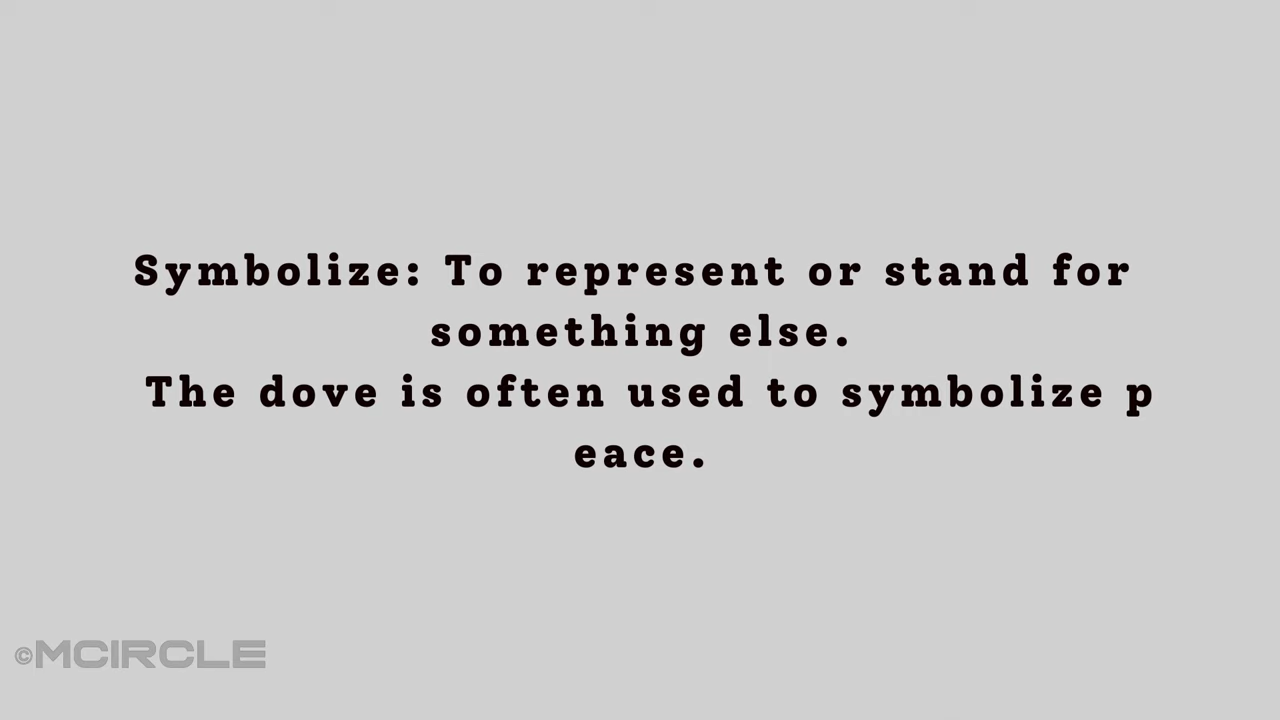 Symbolize: To represent or stand for
something else.
The dove is often used to symbolize p
eace.
©MCIRCLE